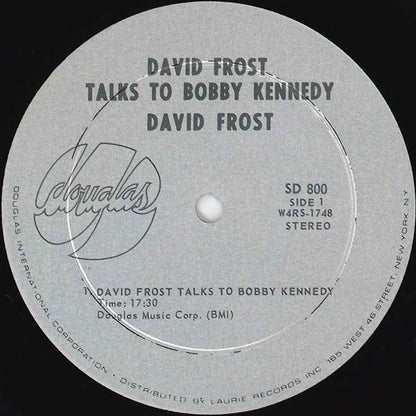 DAVID FROST
TALKS TO BOBBY KENNEDY
DAVID FROST
douglas
SD 800
SIDE 1
W4RS-1748
STEREO
1. DAVID FROST TALKS TO BOBBY KENNEDY
Time: 17:30
Douglas Music Corp. (BMI)
DOUGLAS INTERNATIONAL CORPORATION • DISTRIBUTED BY LAURIE RECORDS INC 165 WEST 46 STREET, NEW YORK, N.Y.